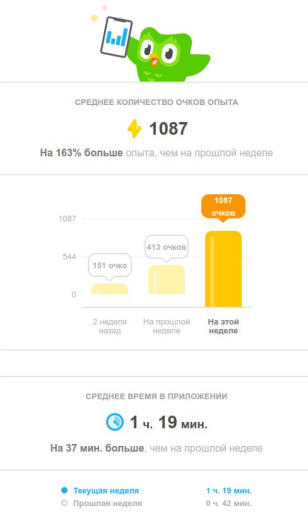 СРЕДНЕЕ КОЛИЧЕСТВО ОЧКОВ ОПЫТА
1087
На 163% больше опыта, чем на прошлой неделе
1087
очков
1087
413 очков
544
151 очко
0
2 недели
назад
На прошлой
неделе
На этой
неделе
СРЕДНЕЕ ВРЕМЯ В ПРИЛОЖЕНИИ
1 ч. 19 мин.
На 37 мин. больше, чем на прошлой неделе
Текущая неделя 1 ч. 19 мин.
Прошлая неделя 0 ч. 42 мин.